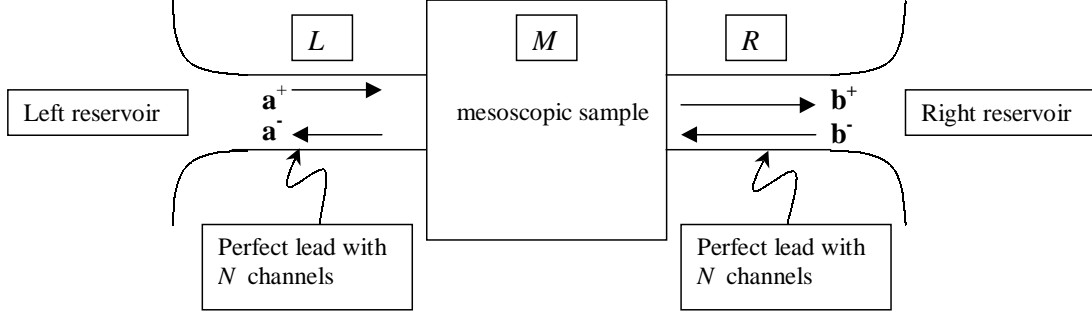 L
M
R
Left reservoir
a⁺
a⁻
mesoscopic sample
b⁺
b⁻
Right reservoir
Perfect lead with
N channels
Perfect lead with
N channels